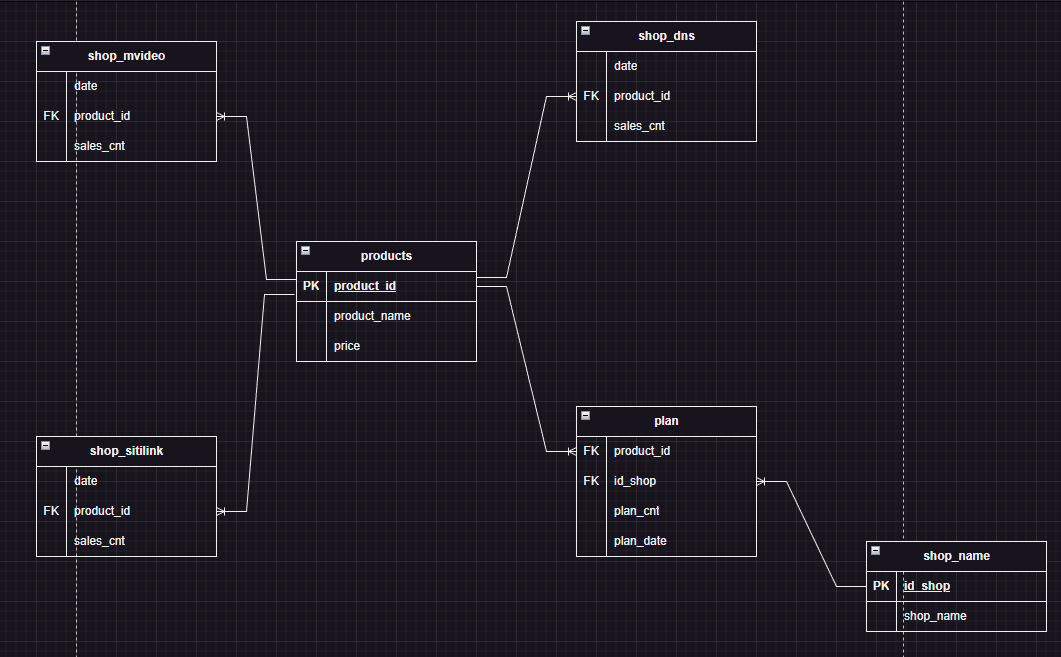 shop_mvideo
date
FK product_id
sales_cnt
shop_dns
date
FK product_id
sales_cnt
products
PK product_id
product_name
price
shop_sitilink
date
FK product_id
sales_cnt
plan
FK product_id
FK id_shop
plan_cnt
plan_date
shop_name
PK id_shop
shop_name